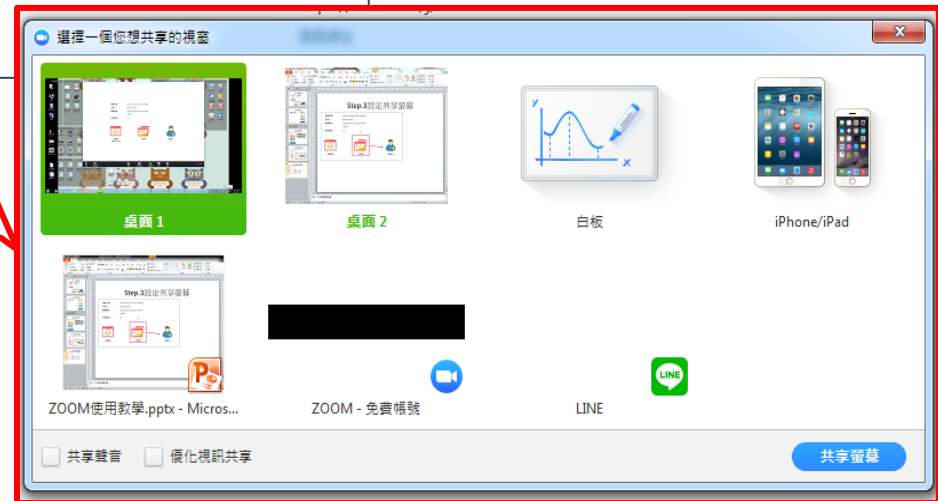 選擇一個您想共享的視窗
Step.3設定共享螢幕
y
x
桌面 1
桌面 2
白板
iPhone/iPad
Step.3設定共享螢幕
P
LINE
ZOOM使用教學.pptx - Micros...
ZOOM - 免費帳號
LINE
共享聲音
優化視訊共享
共享螢幕